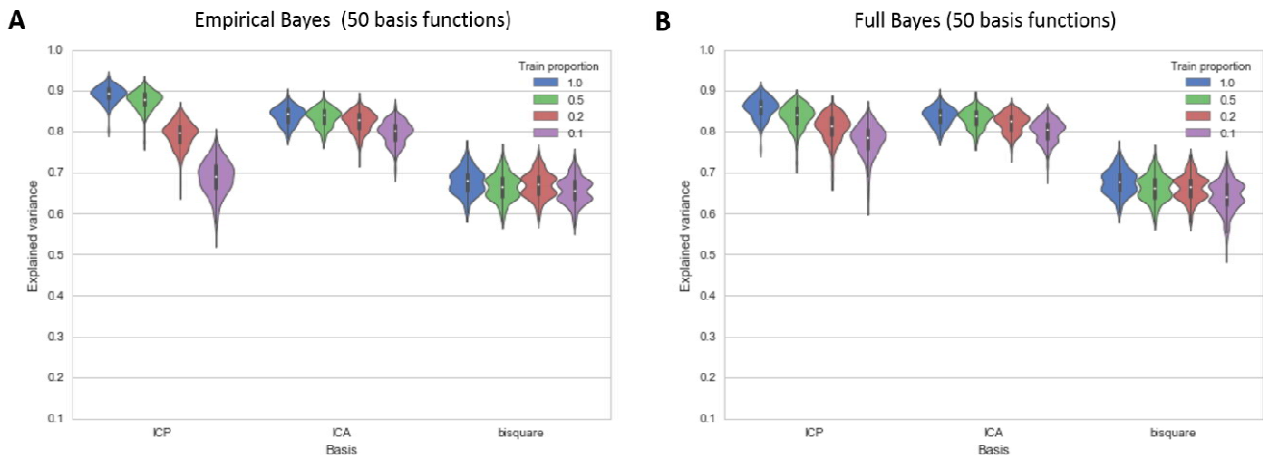 A
Empirical Bayes (50 basis functions)
1.0
0.9
0.8
0.7
0.6
0.5
0.4
0.3
0.2
0.1
Explained variance
Train proportion
1.0
0.5
0.2
0.1
ICP
ICA
bisquare
Basis
B
Full Bayes (50 basis functions)
1.0
0.9
0.8
0.7
0.6
0.5
0.4
0.3
0.2
0.1
Explained variance
Train proportion
1.0
0.5
0.2
0.1
ICP
ICA
bisquare
Basis